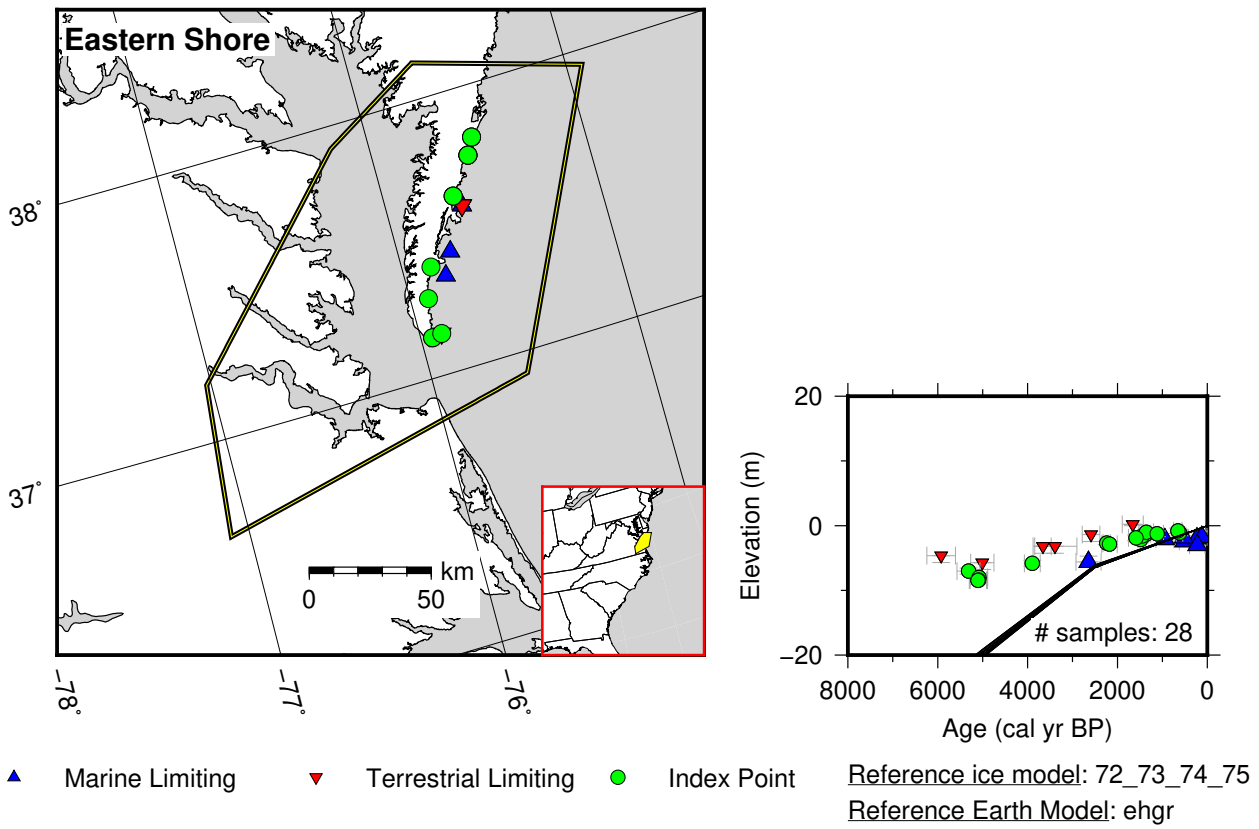 Eastern Shore
38°
37°
km
0 50
-78°
-77°
-76°
20
0
−20
Elevation (m)
# samples: 28
8000 6000 4000 2000 0
Age (cal yr BP)
Marine Limiting Terrestrial Limiting Index Point
Reference ice model: 72_73_74_75
Reference Earth Model: ehgr